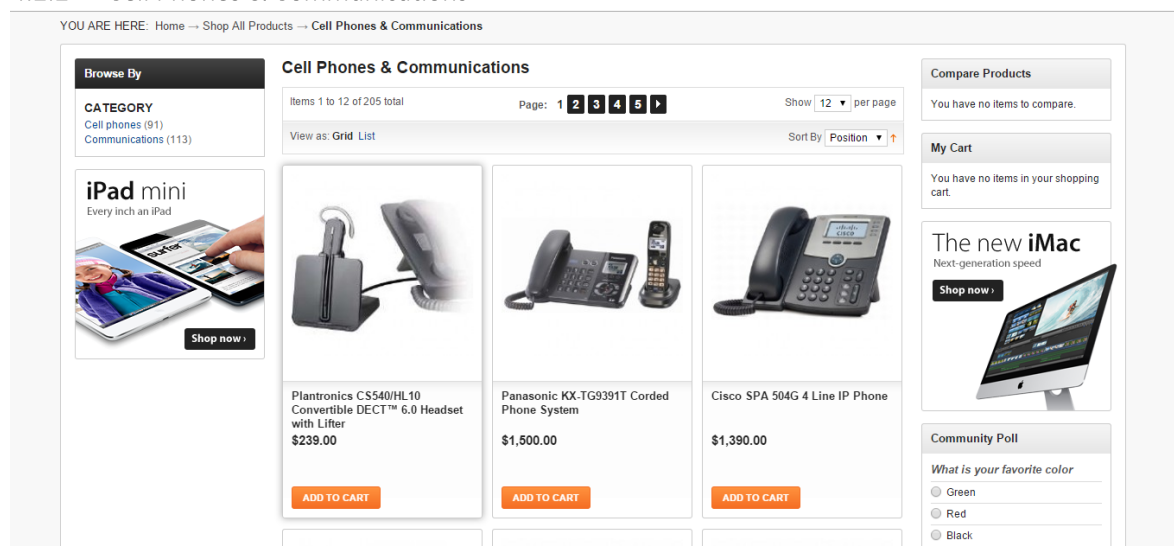 YOU ARE HERE: Home → Shop All Products → Cell Phones & Communications
Browse By
CATEGORY
Cell phones (91)
Communications (113)
iPad mini
Every inch an iPad
surfer
Shop now ›
Cell Phones & Communications
Items 1 to 12 of 205 total
Page: 1 2 3 4 5
Show 12 per page
View as: Grid List
Sort By Position ↑
CISCO
Plantronics CS540/HL10
Convertible DECT™ 6.0 Headset
with Lifter
$239.00
ADD TO CART
Panasonic KX-TG9391T Corded
Phone System
$1,500.00
ADD TO CART
Cisco SPA 504G 4 Line IP Phone
$1,390.00
ADD TO CART
Compare Products
You have no items to compare.
My Cart
You have no items in your shopping
cart.
The new iMac
Next-generation speed
Shop now ›
Community Poll
What is your favorite color
Green
Red
Black